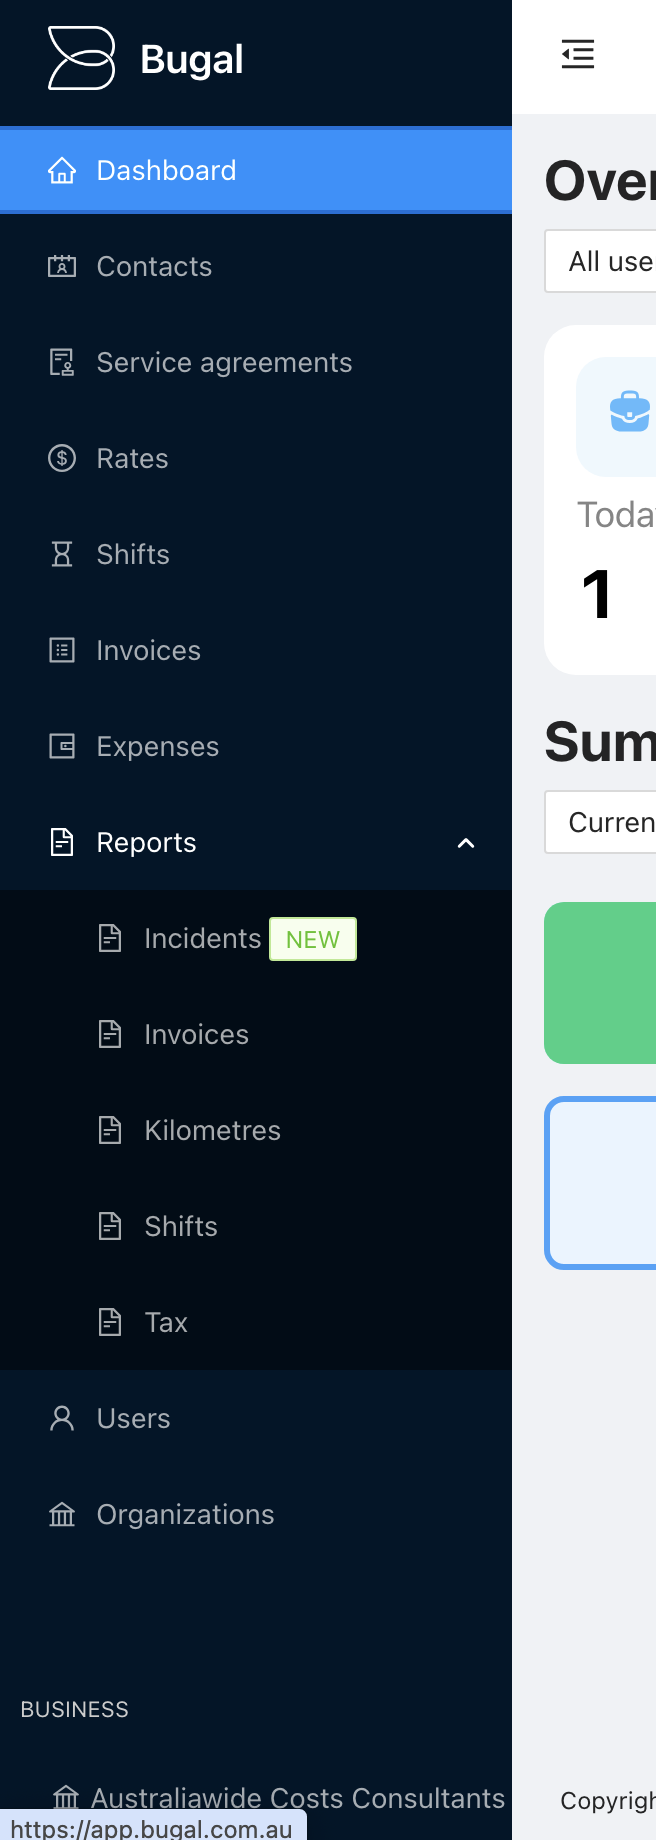 Bugal
Dashboard
Contacts
Service agreements
Rates
Shifts
Invoices
Expenses
Reports
Incidents NEW
Invoices
Kilometres
Shifts
Tax
Users
Organizations
BUSINESS
Australiawide Costs Consultants
https://app.bugal.com.au
Over
All use
Today
1
Sum
Curren
Copyrigh